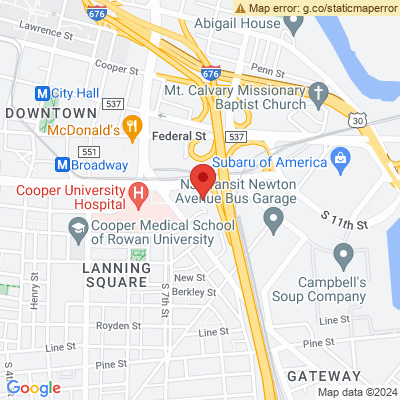 Map error: g.co/staticmaperror
676
Lawrence St
Abigail House
Cooper St
676
Penn St
M City Hall
537
Mt. Calvary Missionary
Baptist Church
30
DOWNTOWN
McDonald's
Federal St
537
551
M Broadway
Subaru of America
Cooper University
Hospital
H
NJ Transit Newton
Avenue Bus Garage
S 11th St
Cooper Medical School
of Rowan University
LANNING
SQUARE
Henry St
S 7th St
New St
Berkley St
Campbell's
Soup Company
Royden St
Line St
Line St
Pine St
Pine St
S 4th St
GATEWAY
Google
Map data ©2024